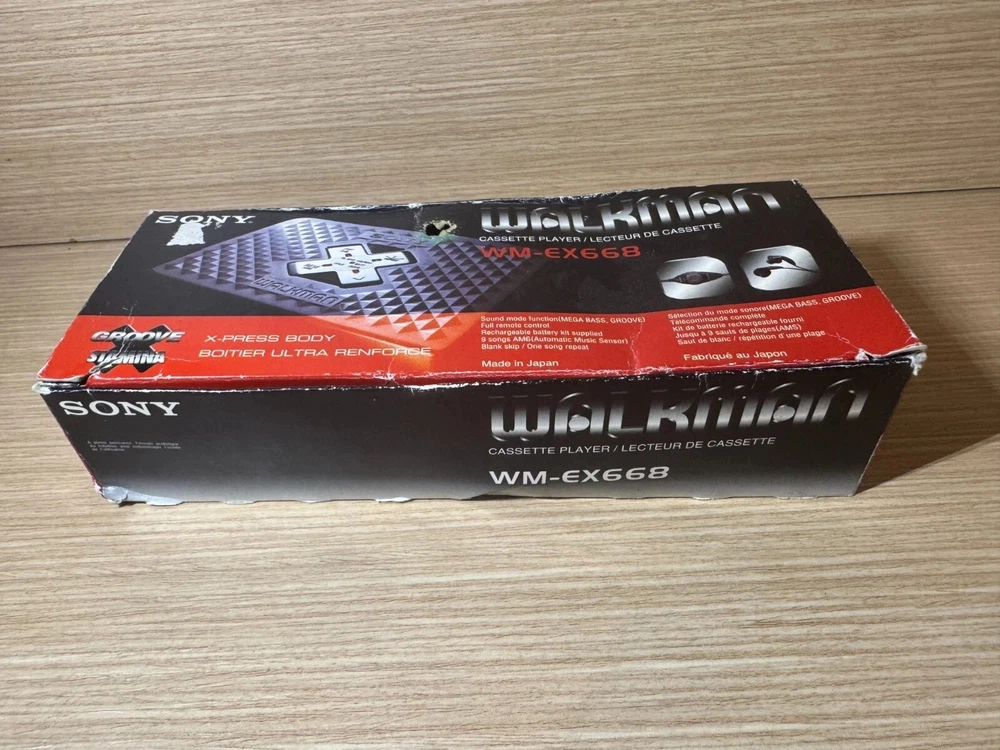 SONY
WALKMAN
CASSETTE PLAYER / LECTEUR DE CASSETTE
WM-EX668
WALKMAN
GROOVE
STAMINA
X-PRESS BODY
BOITIER ULTRA RENFORCE
Sound mode function(MEGA BASS, GROOVE)
Full remote control
Rechargeable battery kit supplied
9 songs AMS(Automatic Music Sensor)
Blank skip / One song repeat
Made in Japan
Sélection du mode sonore(MEGA BASS, GROOVE)
Télécommande complète
Kit de batterie rechargeable fourni
Jusqu'à 9 sauts de plages(AMS)
Saut de blanc / répétition d'une plage
Fabriqué au Japon
SONY
WALKMAN
CASSETTE PLAYER / LECTEUR DE CASSETTE
WM-EX668